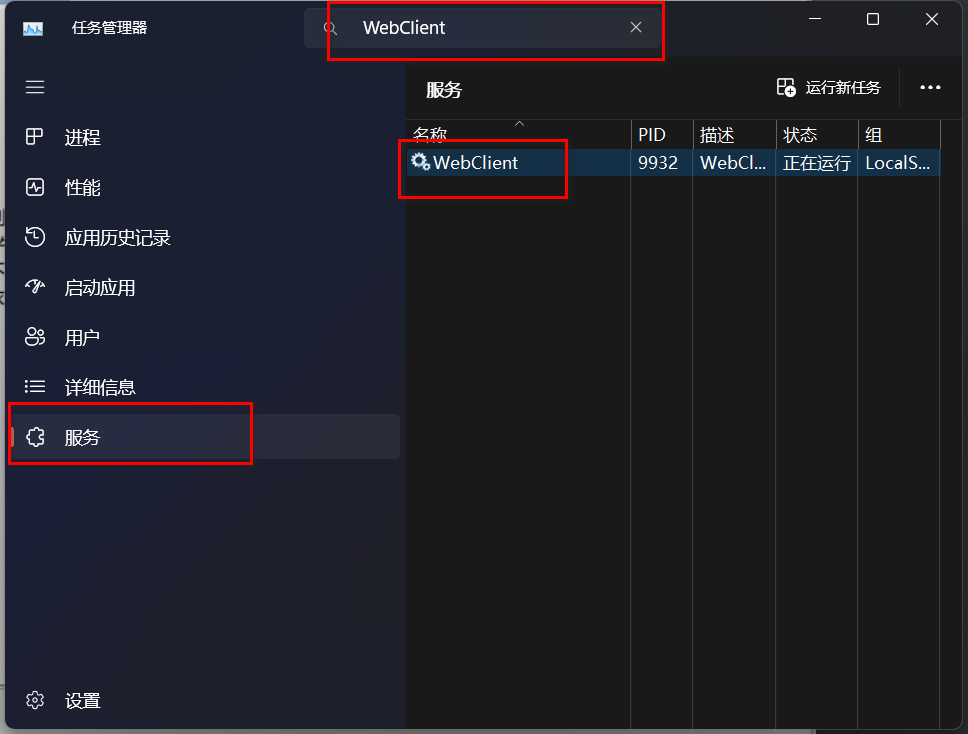 任务管理器
WebClient
服务
运行新任务
名称 PID 描述 状态 组
WebClient 9932 WebCl... 正在运行 LocalS...
进程
性能
应用历史记录
启动应用
用户
详细信息
服务
设置